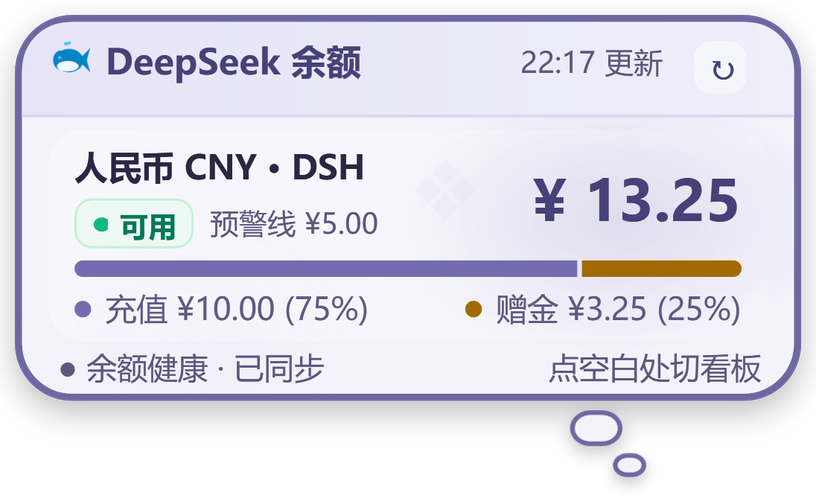 DeepSeek 余额 22:17 更新 ↻
人民币 CNY • DSH
¥ 13.25
可用 预警线 ¥5.00
充值 ¥10.00 (75%) 赠金 ¥3.25 (25%)
余额健康 · 已同步 点空白处切看板